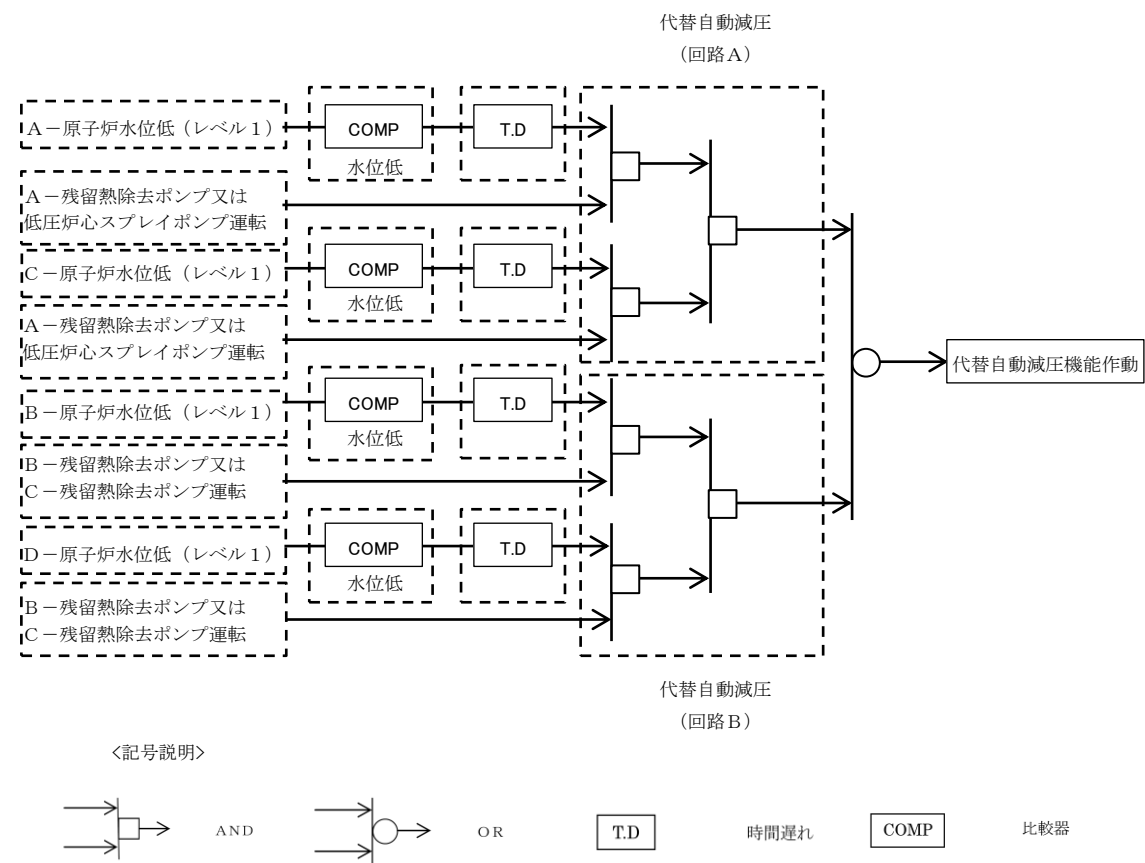 代替自動減圧
（回路Ａ）
Ａ－原子炉水位低（レベル１）
COMP
T.D
水位低
Ａ－残留熱除去ポンプ又は
低圧炉心スプレイポンプ運転
Ｃ－原子炉水位低（レベル１）
COMP
T.D
水位低
Ａ－残留熱除去ポンプ又は
低圧炉心スプレイポンプ運転
代替自動減圧機能作動
Ｂ－原子炉水位低（レベル１）
COMP
T.D
水位低
Ｂ－残留熱除去ポンプ又は
Ｃ－残留熱除去ポンプ運転
Ｄ－原子炉水位低（レベル１）
COMP
T.D
水位低
Ｂ－残留熱除去ポンプ又は
Ｃ－残留熱除去ポンプ運転
代替自動減圧
（回路Ｂ）
<記号説明>
AND
OR
T.D
時間遅れ
COMP
比較器